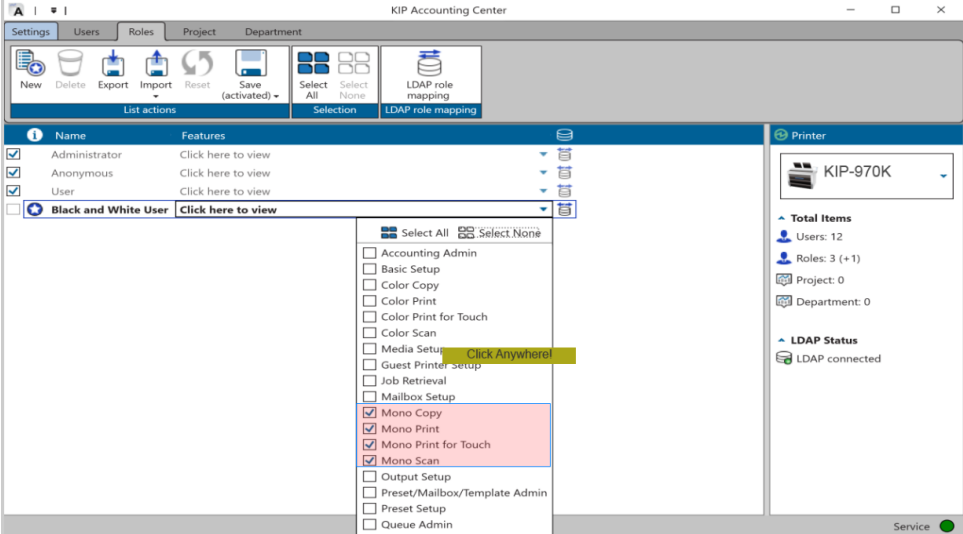 A
KIP Accounting Center
Settings Users Roles Project Department
New Delete Export Import Reset Save (activated) Select All Select None LDAP role mapping
List actions Selection LDAP role mapping
Name Features Printer
Administrator Click here to view
Anonymous Click here to view
User Click here to view
Black and White User Click here to view
Select All Select None
Accounting Admin
Basic Setup
Color Copy
Color Print
Color Print for Touch
Color Scan
Media Setup
Click Anywhere!
Guest Printer Setup
Job Retrieval
Mailbox Setup
Mono Copy
Mono Print
Mono Print for Touch
Mono Scan
Output Setup
Preset/Mailbox/Template Admin
Preset Setup
Queue Admin
KIP-970K
Total Items
Users: 12
Roles: 3 (+1)
Project: 0
Department: 0
LDAP Status
LDAP connected
Service